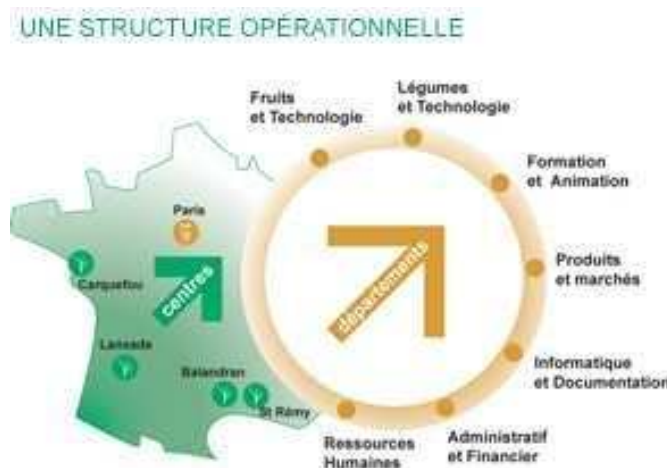 UNE STRUCTURE OPÉRATIONNELLE
Fruits
et Technologie
Légumes
et Technologie
Formation
et Animation
Paris
Produits
et marchés
Carquefou
centres
départements
Lanxade
Balandran
St Rémy
Informatique
et Documentation
Ressources
Humaines
Administratif
et Financier